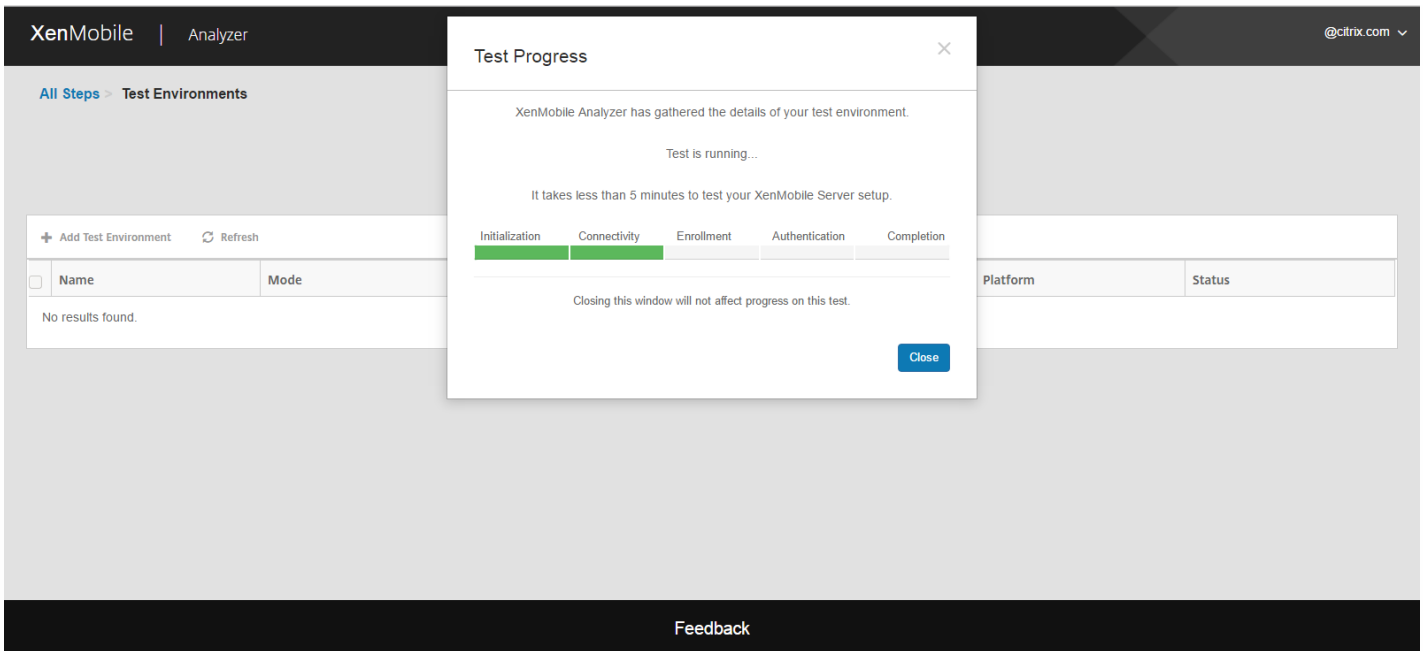 XenMobile | Analyzer
@citrix.com
All Steps > Test Environments
Test Progress
XenMobile Analyzer has gathered the details of your test environment.
Test is running...
It takes less than 5 minutes to test your XenMobile Server setup.
Initialization Connectivity Enrollment Authentication Completion
Closing this window will not affect progress on this test.
Close
Add Test Environment Refresh
Name Mode Platform Status
No results found.
Feedback